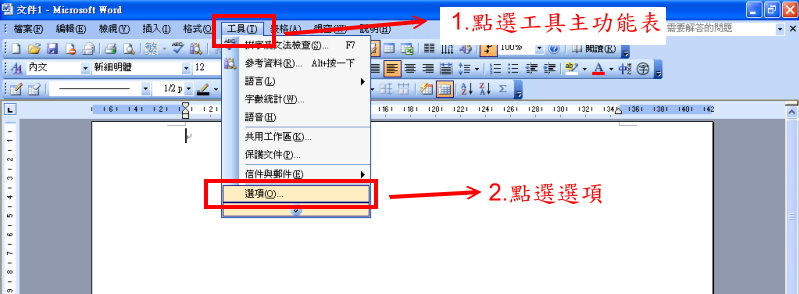 文件1 - Microsoft Word
檔案(F) 編輯(E) 檢視(V) 插入(I) 格式(O) 工具(T) 表格(A) 視窗(W) 說明(H)
需要解答的問題
1.點選工具主功能表
100%
閱讀(R)
內文 新細明體 12
1/2 p
拼字及文法檢查(S)... F7
參考資料(R)... Alt+按一下
語言(L)
字數統計(W)...
語音(H)
共用工作區(K)...
保護文件(P)...
信件與郵件(E)
選項(O)...
2.點選選項